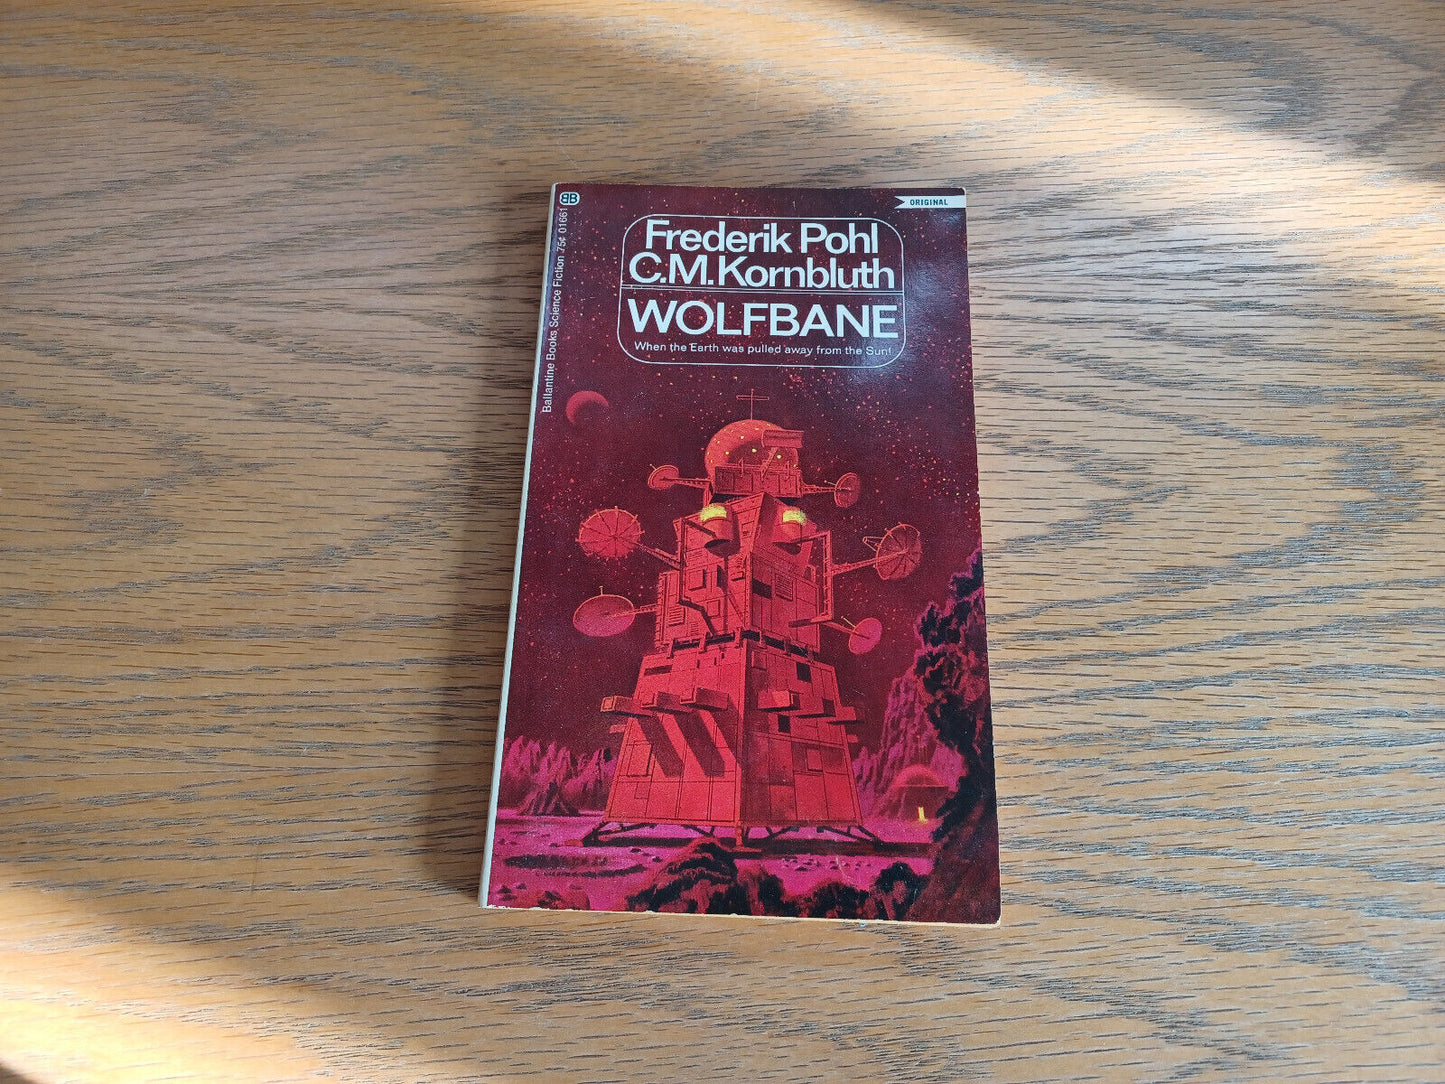 BB
ORIGINAL
Ballantine Books Science Fiction 75¢ 01661
Frederik Pohl
C.M. Kornbluth
WOLFBANE
When the Earth was pulled away from the Sun!